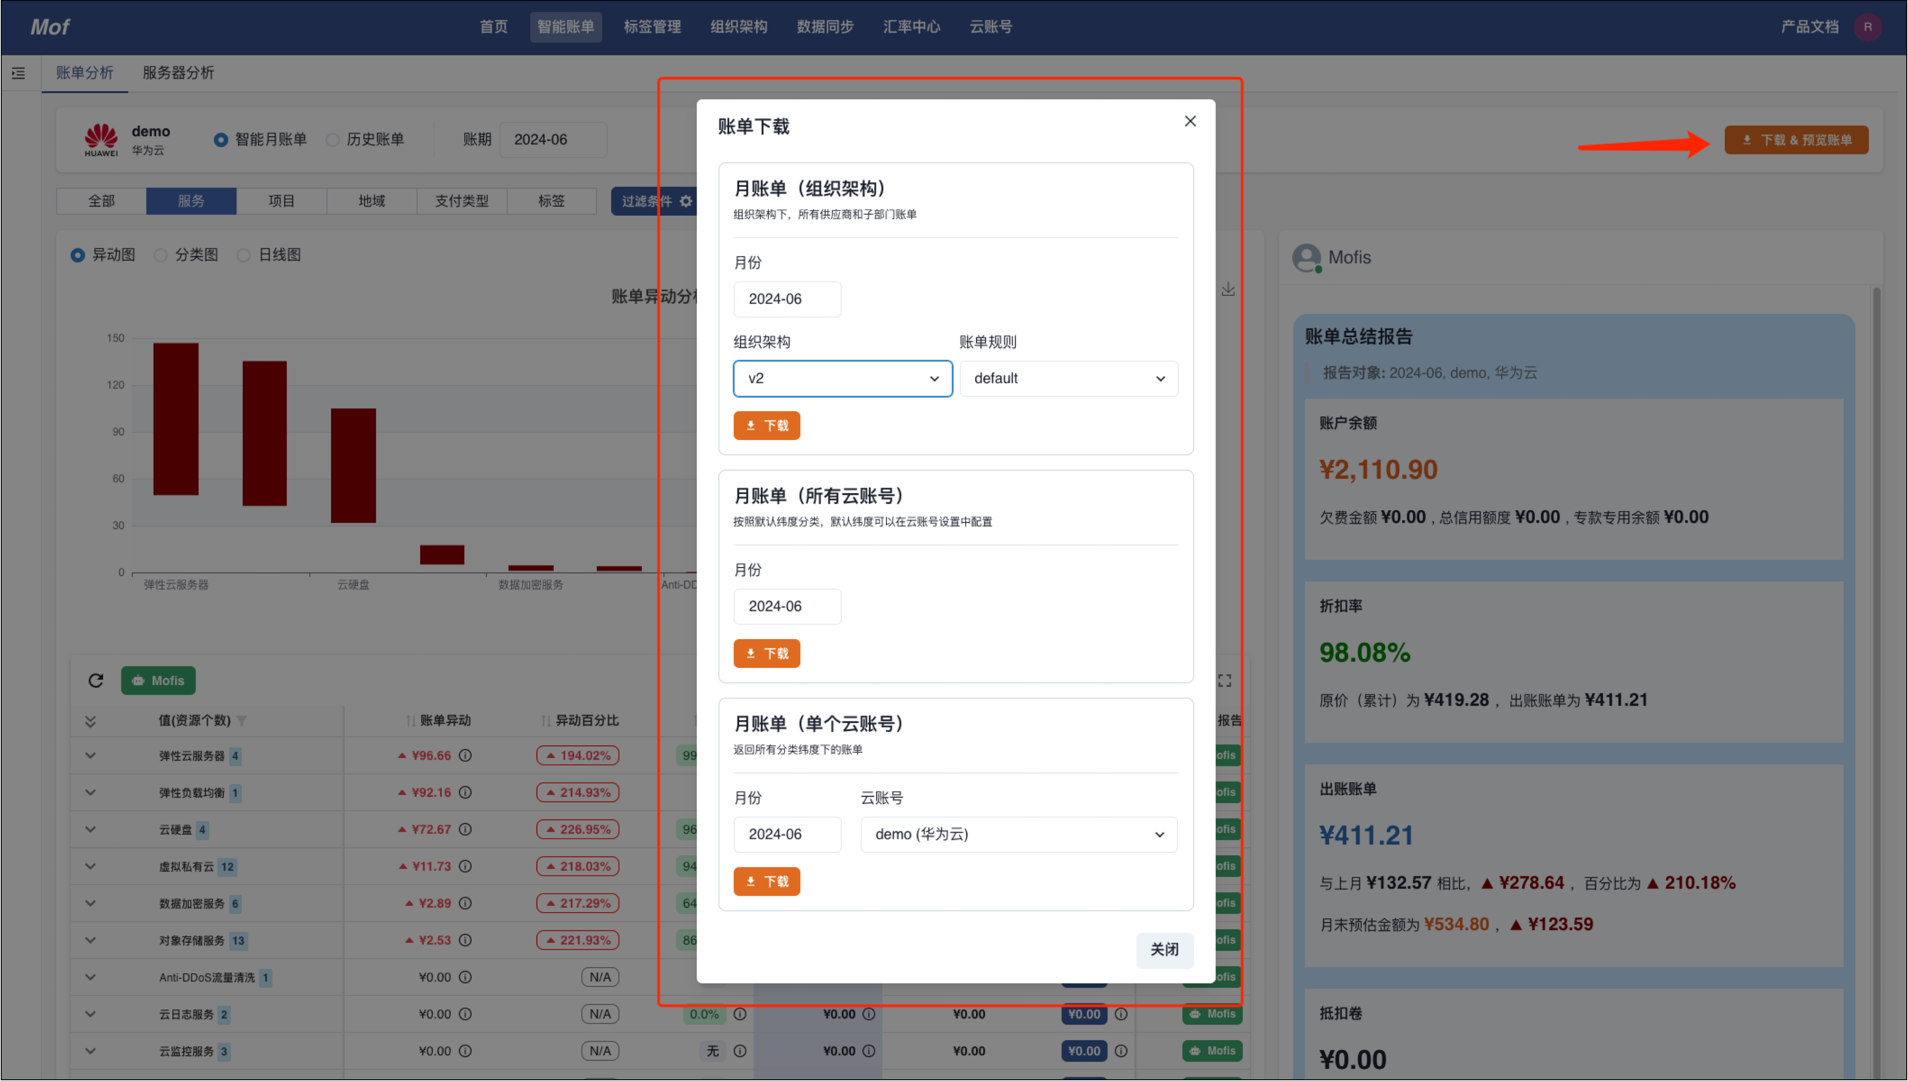 Mof
首页 智能账单 标签管理 组织架构 数据同步 汇率中心 云账号
产品文档 R
账单分析 服务器分析
HUAWEI
demo
华为云
智能月账单 历史账单 账期 2024-06
下载 & 预览账单
全部 服务 项目 地域 支付类型 标签 过滤条件
异动图 分类图 日线图
账单异动分析
150
120
90
60
30
0
弹性云服务器 云硬盘 数据加密服务 Anti-DD
Mofis
值(资源个数) 账单异动 异动百分比 报告
弹性云服务器 4 ¥96.66 194.02% 99 ofis
弹性负载均衡 1 ¥92.16 214.93% ofis
云硬盘 4 ¥72.67 226.95% 96 ofis
虚拟私有云 12 ¥11.73 218.03% 94 ofis
数据加密服务 6 ¥2.89 217.29% 64 ofis
对象存储服务 13 ¥2.53 221.93% 86 ofis
Anti-DDoS流量清洗 1 ¥0.00 N/A ofis
云日志服务 2 ¥0.00 N/A 0.0% ¥0.00 ¥0.00 ¥0.00 Mofis
云监控服务 3 ¥0.00 N/A 无 ¥0.00 ¥0.00 ¥0.00 Mofis
账单下载
月账单（组织架构）
组织架构下，所有供应商和子部门账单
月份
2024-06
组织架构 账单规则
v2 default
下载
月账单（所有云账号）
按照默认纬度分类，默认纬度可以在云账号设置中配置
月份
2024-06
下载
月账单（单个云账号）
返回所有分类纬度下的账单
月份 云账号
2024-06 demo (华为云)
下载
关闭
Mofis
账单总结报告
报告对象: 2024-06, demo, 华为云
账户余额
¥2,110.90
欠费金额 ¥0.00 , 总信用额度 ¥0.00 , 专款专用余额 ¥0.00
折扣率
98.08%
原价（累计）为 ¥419.28 ，出账账单为 ¥411.21
出账账单
¥411.21
与上月 ¥132.57 相比, ▲ ¥278.64 ，百分比为 ▲ 210.18%
月末预估金额为 ¥534.80 ，▲ ¥123.59
抵扣卷
¥0.00